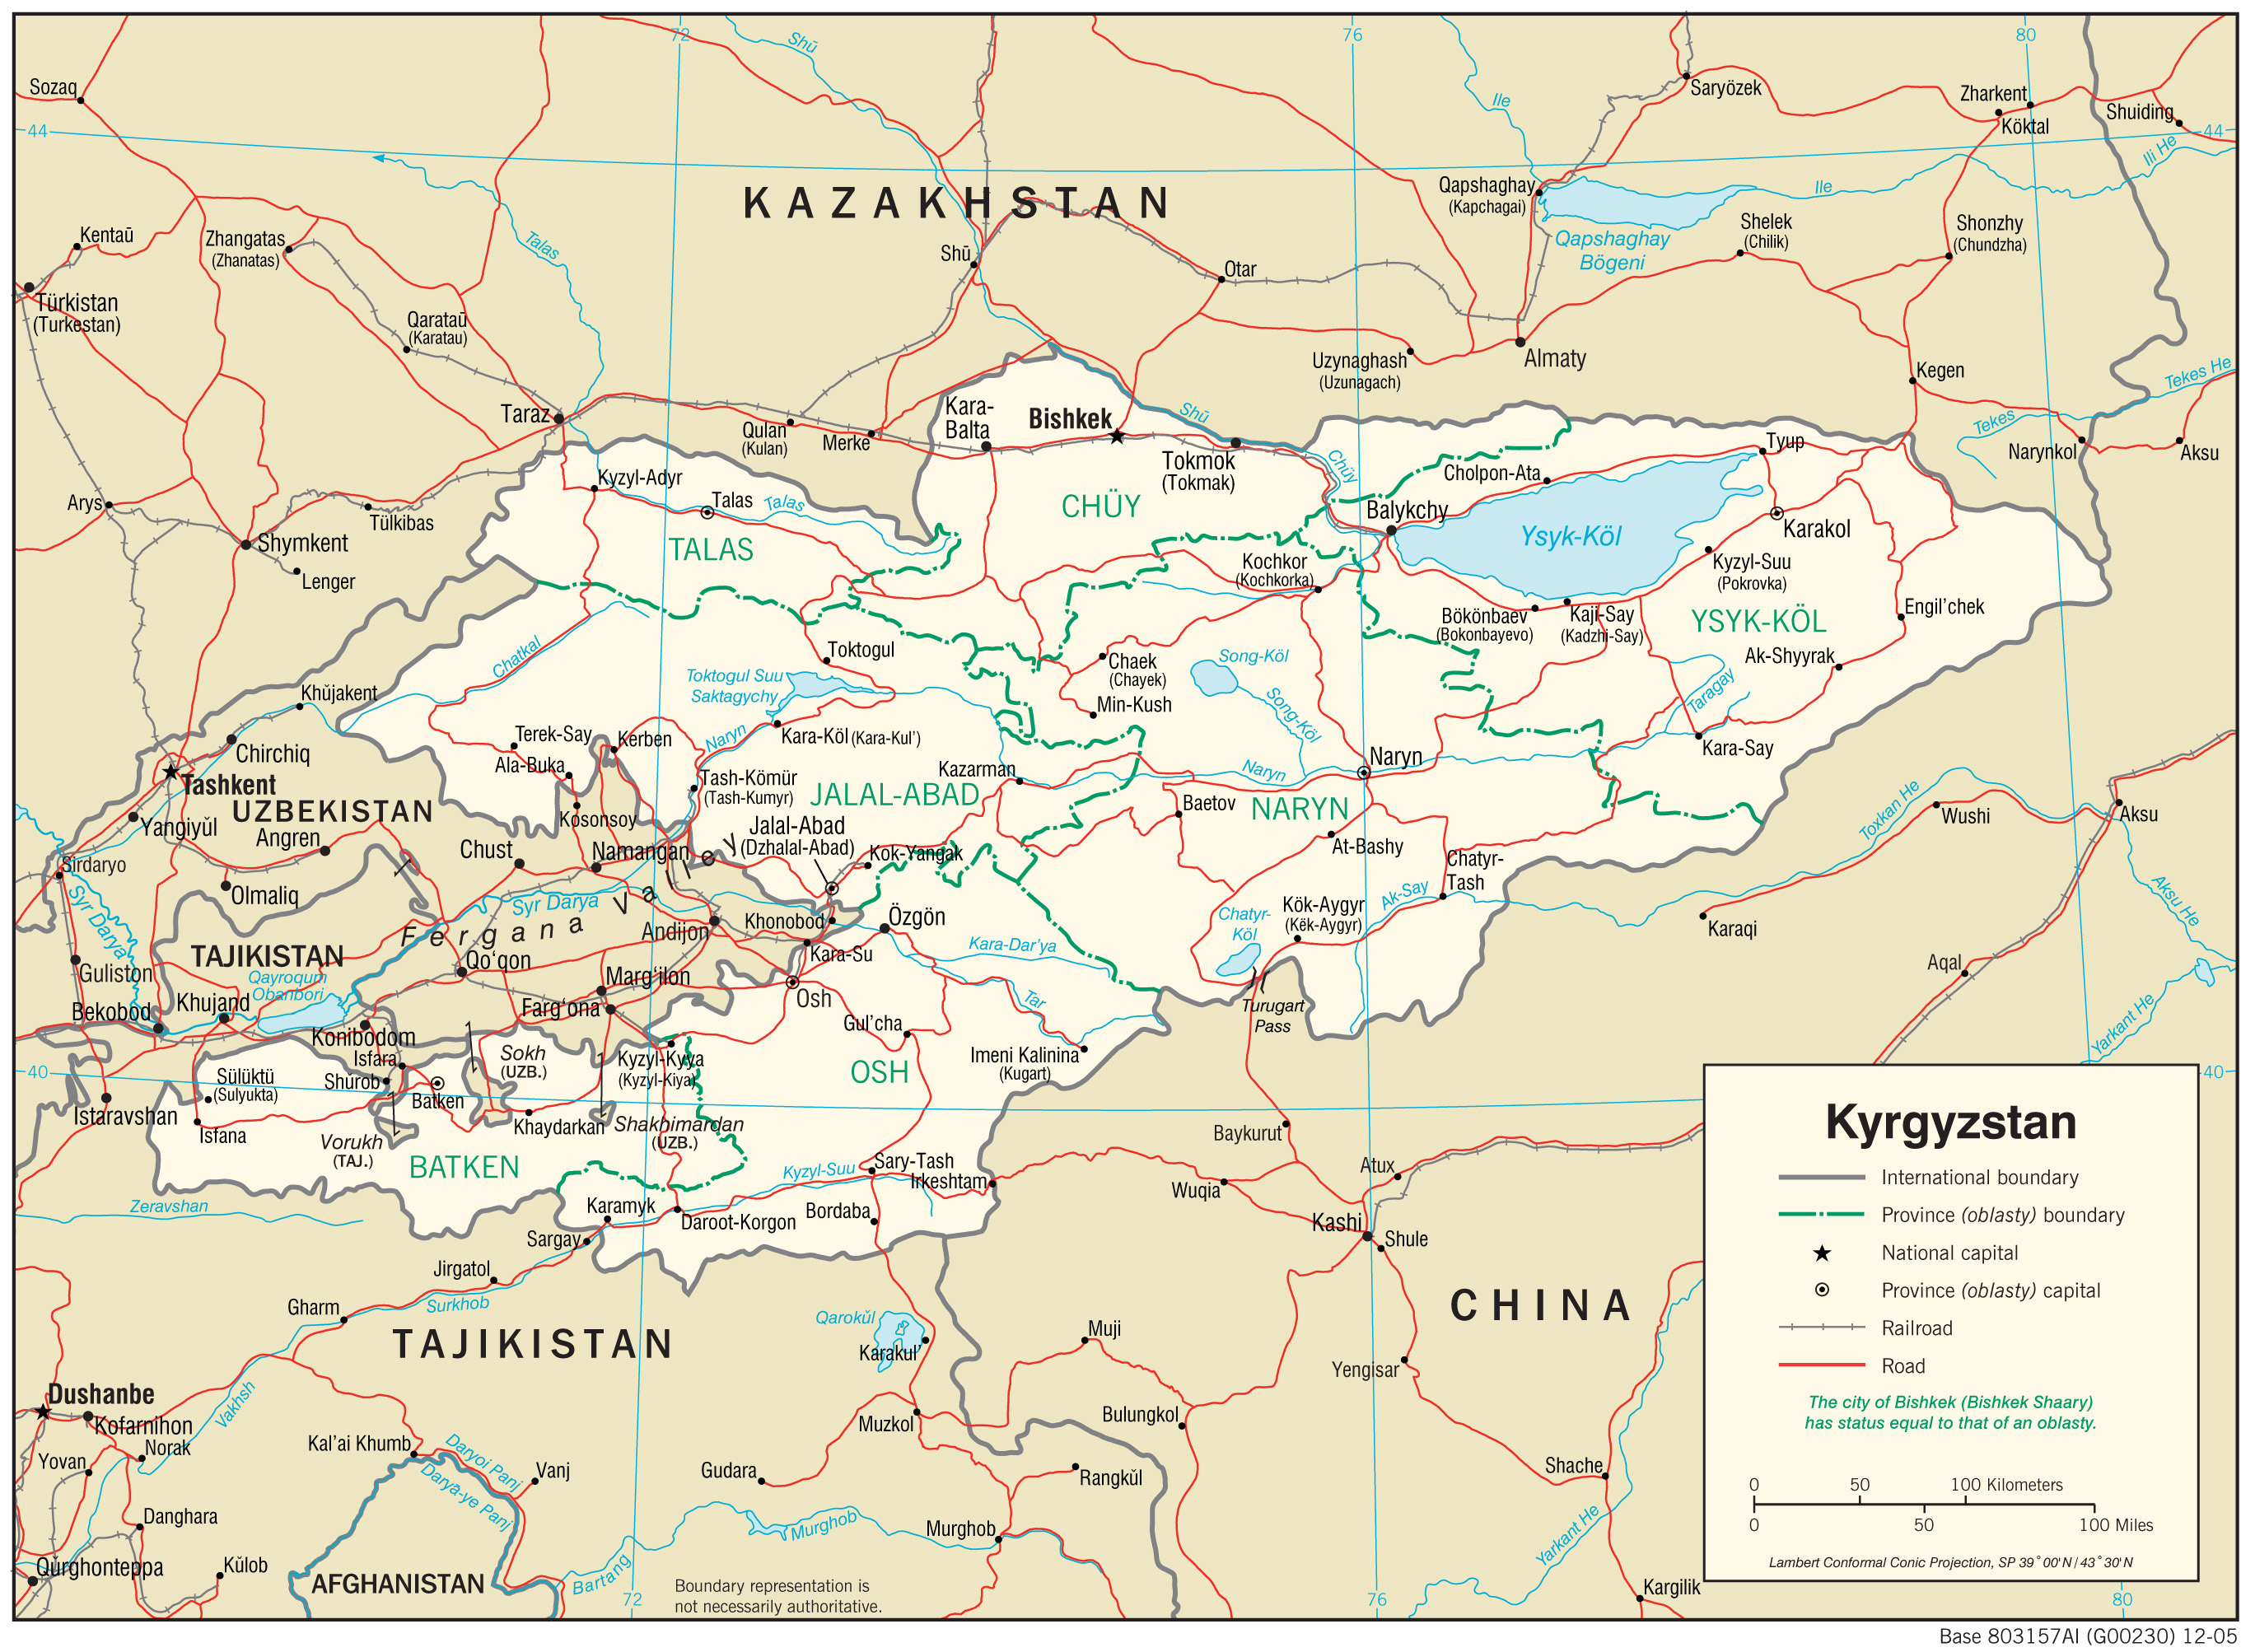 72
76
80
Shū
Ile
Saryözek
Zharkent
Köktal
Shuiding
Sozaq
44
44
Ili He
KAZAKHSTAN
Qapshaghay
(Kapchagai)
Ile
Qapshaghay
Bögeni
Shelek
(Chilik)
Shonzhy
(Chundzha)
Kentaū
Zhangatas
(Zhanatas)
Talas
Shū
Otar
Türkistan
(Turkestan)
Qarataū
(Karatau)
Uzynaghash
(Uzunagach)
Almaty
Kegen
Tekes He
Taraz
Qulan
(Kulan)
Merke
Kara-
Balta
Bishkek
Shū
Tokmok
(Tokmak)
Chüy
Tyup
Tekes
Narynkol
Aksu
Kyzyl-Adyr
Talas
Talas
CHÜY
Cholpon-Ata
Balykchy
Ysyk-Köl
Karakol
Arys
Tülkibas
Shymkent
Lenger
TALAS
Kochkor
(Kochkorka)
Kyzyl-Suu
(Pokrovka)
Bökönbaev
(Bokonbayevo)
Kaji-Say
(Kadzhi-Say)
YSYK-KÖL
Engil'chek
Ak-Shyyrak
Chatkal
Toktogul
Toktogul Suu
Saktagychy
Chaek
(Chayek)
Min-Kush
Song-Köl
Song-Köl
Taragay
Kara-Say
Khŭjakent
Chirchiq
Terek-Say
Ala-Buka
Kerben
Naryn
Kara-Köl (Kara-Kul')
Tash-Kömür
(Tash-Kumyr)
Kazarman
Naryn
Naryn
Tashkent
UZBEKISTAN
Yangiyŭl
Angren
Kosonsoy
JALAL-ABAD
Jalal-Abad
(Dzhalal-Abad)
Baetov
NARYN
At-Bashy
Toxkan He
Wushi
Aksu
Sirdaryo
Chust
Namangan
Kok-Yangak
Chatyr-
Tash
Olmaliq
Syr Darya
Syr Darya
Fergana Valley
Khonobod
Özgön
Ak-Say
Kök-Aygyr
(Këk-Aygyr)
Chatyr-
Köl
Karaqi
Aksu He
Andijon
Kara-Su
Kara-Dar'ya
TAJIKISTAN
Qayroqum
Obanbori
Guliston
Qo'qon
Marg'ilon
Osh
Tar
Turugart
Pass
Aqal
Yarkant He
Bekobod
Khujand
Farg'ona
Konibodom
Gul'cha
Imeni Kalinina
(Kugart)
Isfara
Sokh
(UZB.)
Kyzyl-Kyya
(Kyzyl-Kiya)
OSH
40
40
Sülüktü
(Sulyukta)
Shŭrob
Batken
Istaravshan
Isfana
Khaydarkan
Shakhimardan
(UZB.)
Vorukh
(TAJ.)
BATKEN
Baykurut
Kyzyl-Suu
Sary-Tash
Irkeshtam
Atux
Wuqia
Zeravshan
Karamyk
Daroot-Korgon
Bordaba
Kashi
Shule
Sargay
Jirgatol
Surkhob
Gharm
CHINA
TAJIKISTAN
Qarokŭl
Karakul'
Muji
Yengisar
Dushanbe
Kofarnihon
Vakhsh
Muzkol
Bulungkol
Norak
Yovan
Kal'ai Khumb
Daryoi Panj
Darya-ye Panj
Vanj
Gudara
Rangkŭl
Shache
Danghara
Murghob
Murghob
Yarkant He
Qŭrghonteppa
Kŭlob
AFGHANISTAN
Bartang
Kargilik
72
76
80
Boundary representation is
not necessarily authoritative.
Kyrgyzstan
International boundary
Province (oblasty) boundary
National capital
Province (oblasty) capital
Railroad
Road
The city of Bishkek (Bishkek Shaary)
has status equal to that of an oblasty.
0 50 100 Kilometers
0 50 100 Miles
Lambert Conformal Conic Projection, SP 39°00'N / 43°30'N
Base 803157AI (G00230) 12-05